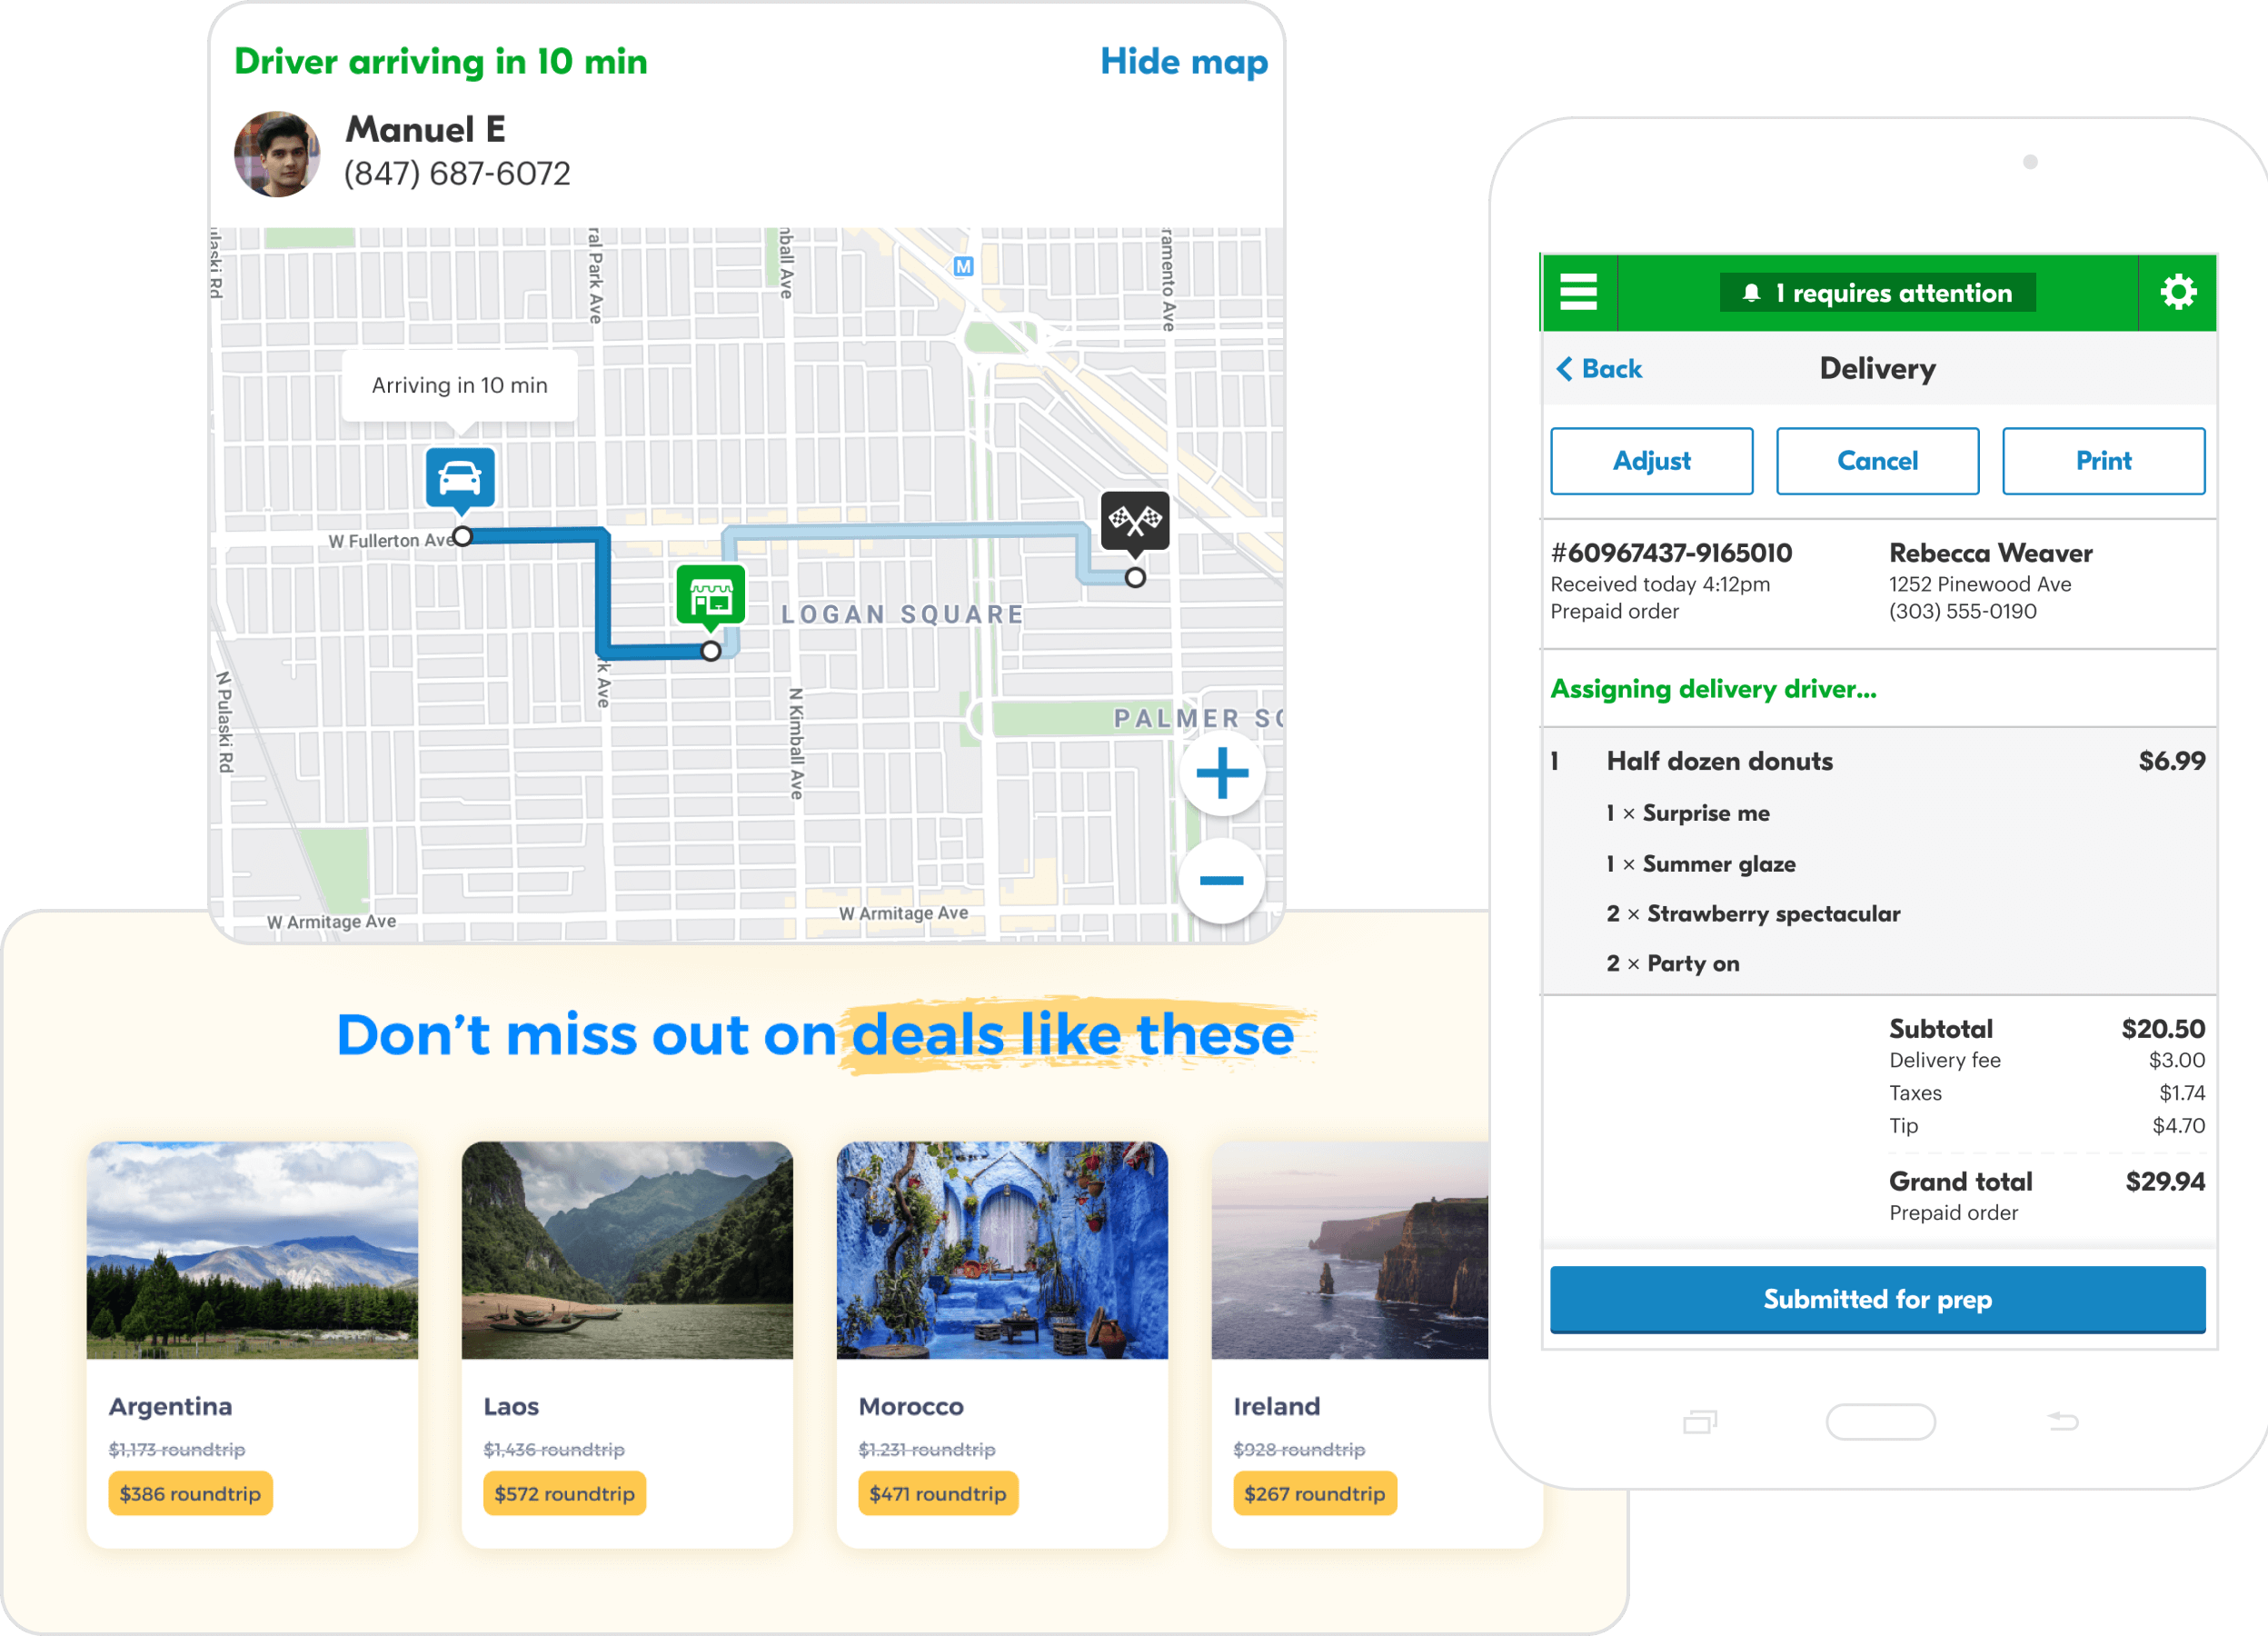 Driver arriving in 10 min
Hide map
Manuel E
(847) 687-6072
M
Arriving in 10 min
W Fullerton Ave
LOGAN SQUARE
N Pulaski Rd
N Kimball Ave
W Armitage Ave
W Armitage Ave
Don't miss out on deals like these
Argentina
$1,173 roundtrip
$386 roundtrip
Laos
$1,436 roundtrip
$572 roundtrip
Morocco
$1.231 roundtrip
$471 roundtrip
Ireland
$928 roundtrip
$267 roundtrip
1 requires attention
Back
Delivery
Adjust
Cancel
Print
#60967437-9165010
Received today 4:12pm
Prepaid order
Rebecca Weaver
1252 Pinewood Ave
(303) 555-0190
Assigning delivery driver...
1 Half dozen donuts $6.99
1 × Surprise me
1 × Summer glaze
2 × Strawberry spectacular
2 × Party on
Subtotal $20.50
Delivery fee $3.00
Taxes $1.74
Tip $4.70
Grand total $29.94
Prepaid order
Submitted for prep